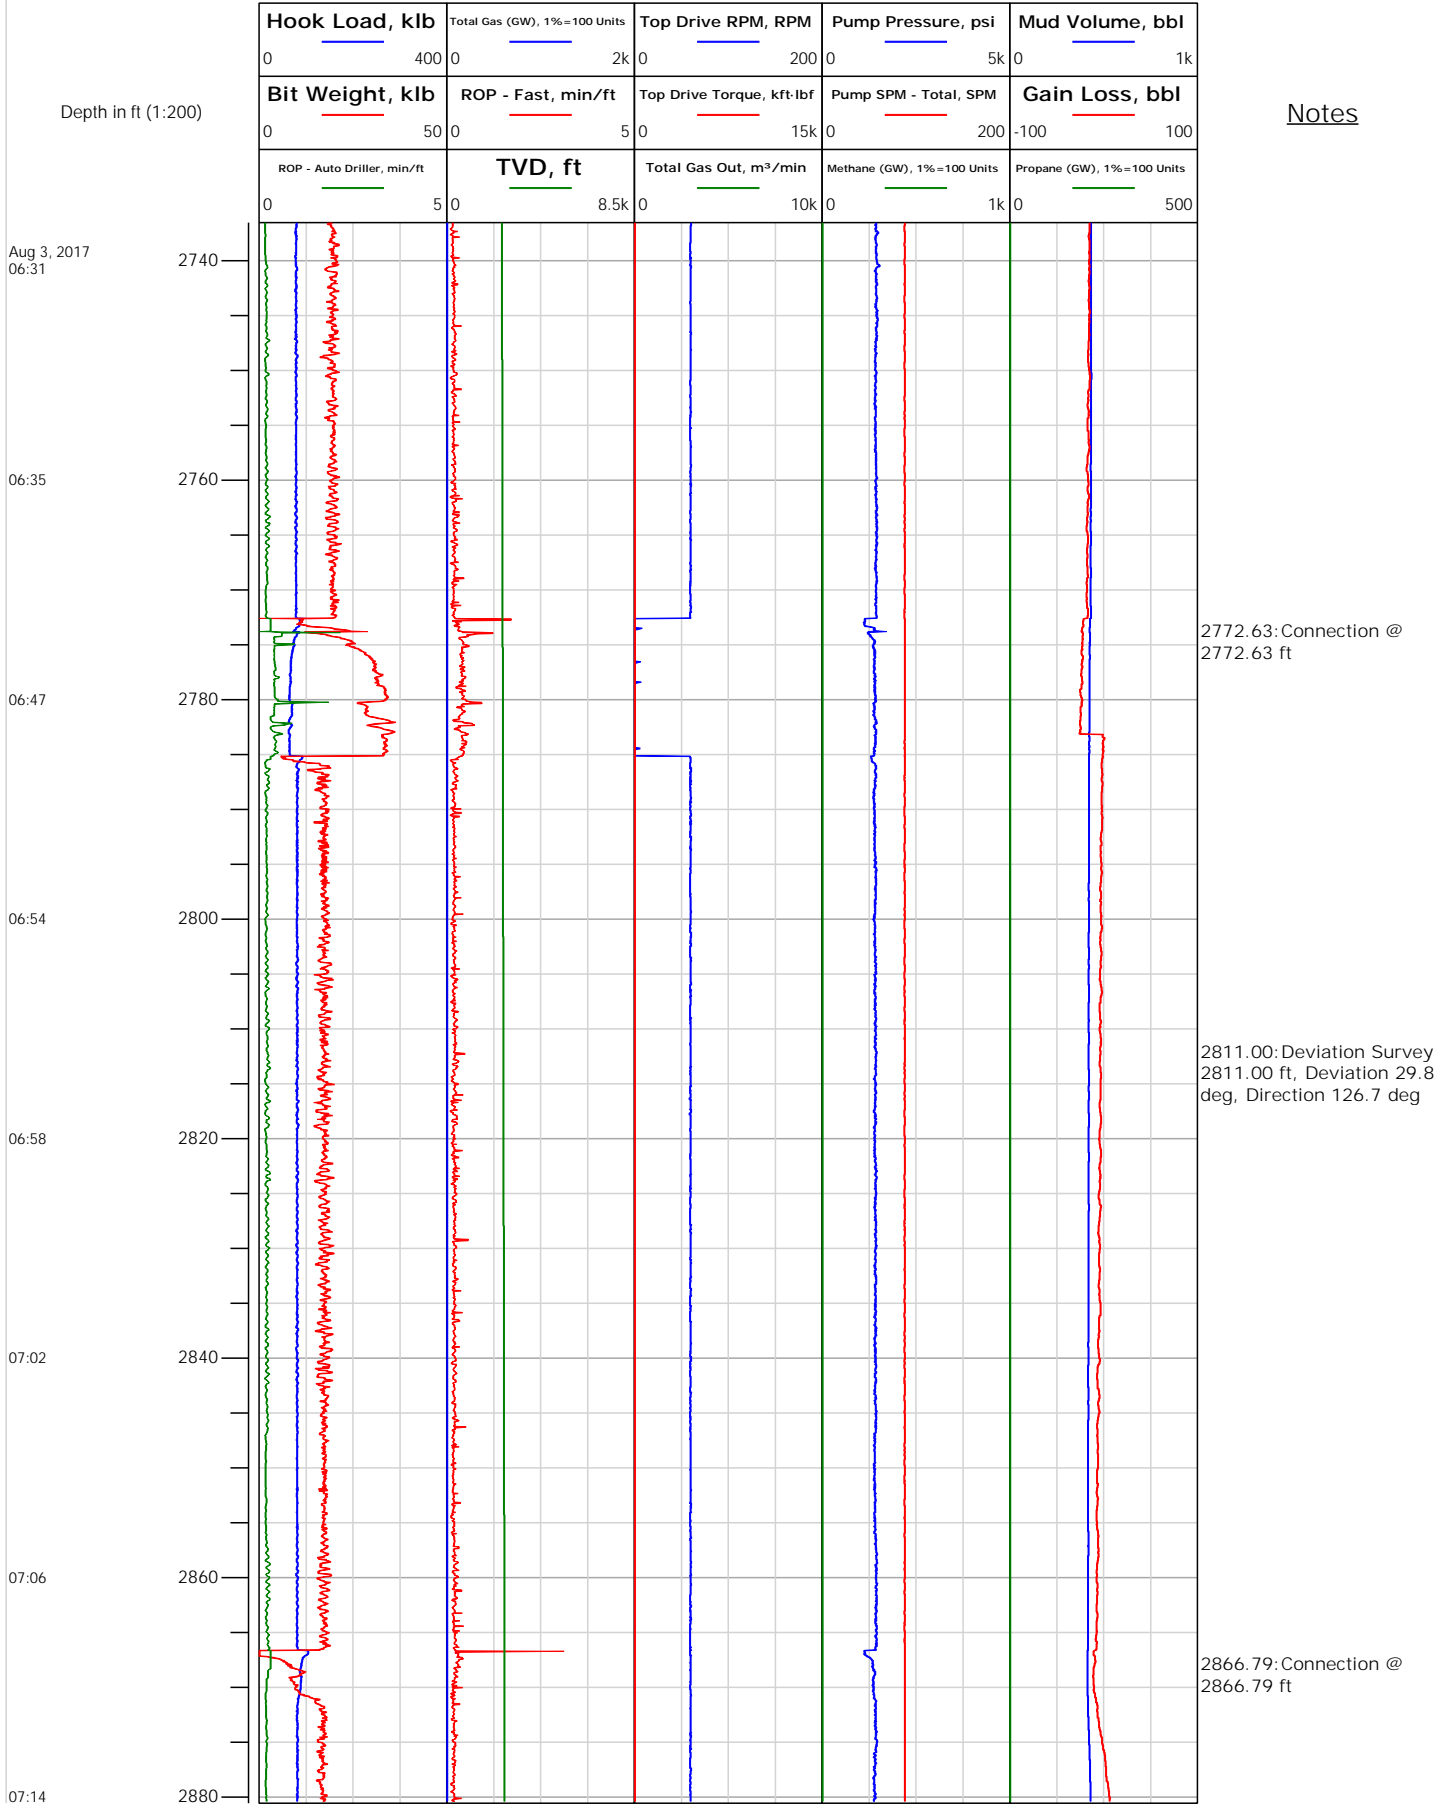 Hook Load, klb
Total Gas (GW), 1%=100 Units
Top Drive RPM, RPM
Pump Pressure, psi
Mud Volume, bbl
0 400
0 2k
0 200
0 5k
0 1k
Depth in ft (1:200)
Bit Weight, klb
ROP - Fast, min/ft
Top Drive Torque, kft·lbf
Pump SPM - Total, SPM
Gain Loss, bbl
Notes
0 50
0 5
0 15k
0 200
-100 100
ROP - Auto Driller, min/ft
TVD, ft
Total Gas Out, m³/min
Methane (GW), 1%=100 Units
Propane (GW), 1%=100 Units
0 5
0 8.5k
0 10k
0 1k
0 500
Aug 3, 2017
06:31
2740
06:35
2760
2772.63:Connection @
2772.63 ft
06:47
2780
06:54
2800
2811.00:Deviation Survey
2811.00 ft, Deviation 29.8
deg, Direction 126.7 deg
06:58
2820
07:02
2840
07:06
2860
2866.79:Connection @
2866.79 ft
07:14
2880